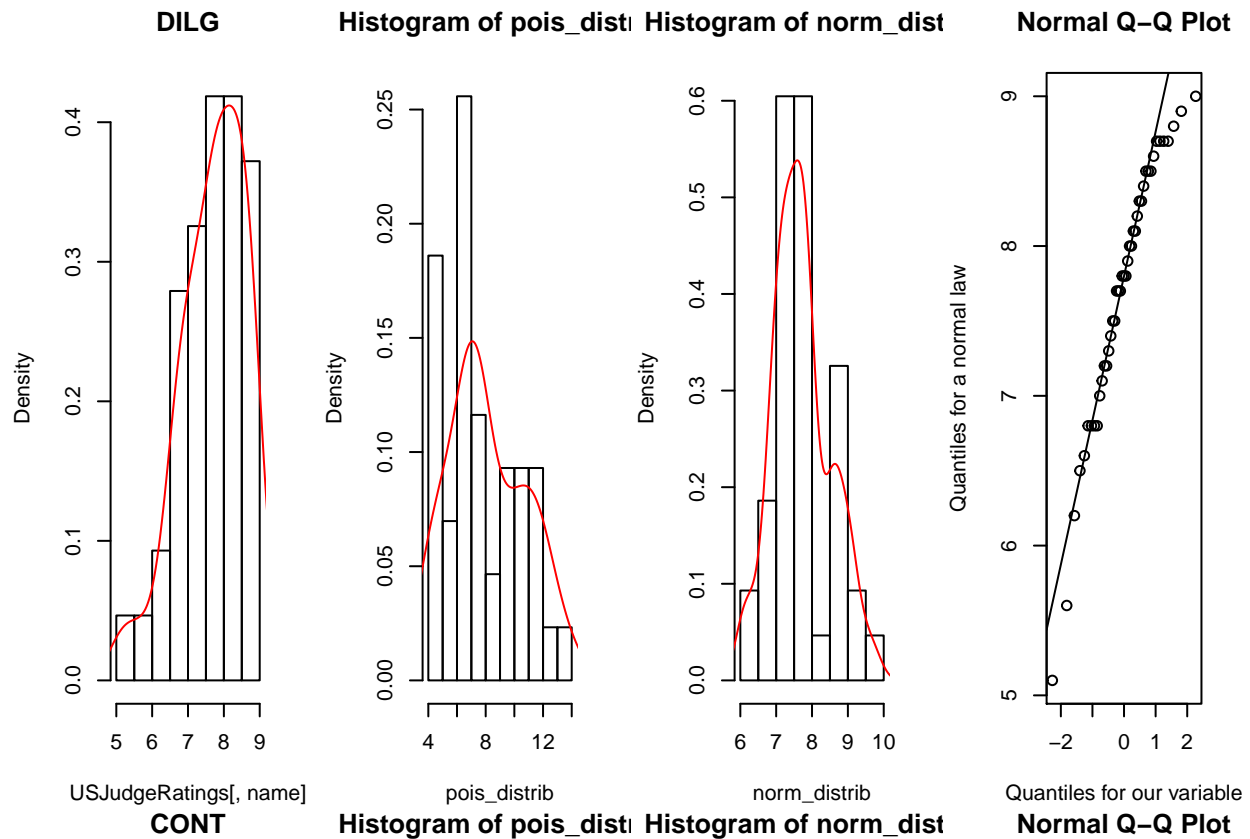 DILG
Histogram of pois_distr
Histogram of norm_dist
Normal Q−Q Plot
Density
0.0
0.1
0.2
0.3
0.4
5 6 7 8 9
USJudgeRatings[, name]
Density
0.00
0.05
0.10
0.15
0.20
0.25
4 8 12
pois_distrib
Density
0.0
0.1
0.2
0.3
0.4
0.5
0.6
6 7 8 9 10
norm_distrib
Quantiles for a normal law
5
6
7
8
9
−2 0 1 2
Quantiles for our variable
CONT
Histogram of pois_distr
Histogram of norm_dist
Normal Q−Q Plot